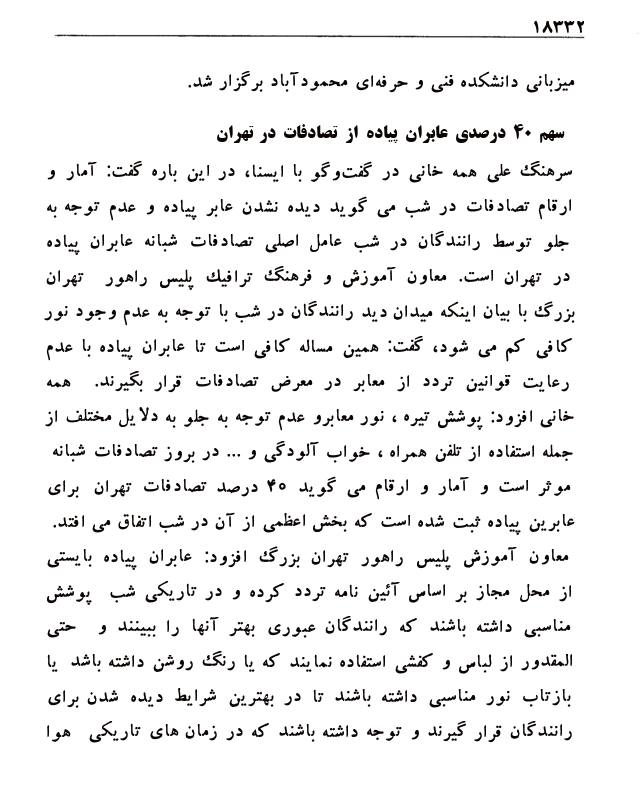 ۱۸۳۳۲
میزبانی دانشکده فنی و حرفه‌ای محمودآباد برگزار شد.
سهم ۴۰ درصدی عابران پیاده از تصادفات در تهران
سرهنگ علی همه خانی در گفت‌وگو با ایسنا، در این باره گفت: آمار و
ارقام تصادفات در شب می گوید دیده نشدن عابر پیاده و عدم توجه به
جلو توسط رانندگان در شب عامل اصلی تصادفات شبانه عابران پیاده
در تهران است. معاون آموزش و فرهنگ ترافیک پلیس راهور تهران
بزرگ با بیان اینکه میدان دید رانندگان در شب با توجه به عدم وجود نور
کافی کم می شود، گفت: همین مساله کافی است تا عابران پیاده با عدم
رعایت قوانین تردد از معابر در معرض تصادفات قرار بگیرند. همه
خانی افزود: پوشش تیره ، نور معابرو عدم توجه به جلو به دلایل مختلف از
جمله استفاده از تلفن همراه ، خواب آلودگی و ... در بروز تصادفات شبانه
موثر است و آمار و ارقام می گوید ۴۰ درصد تصادفات تهران برای
عابرین پیاده ثبت شده است که بخش اعظمی از آن در شب اتفاق می افتد.
معاون آموزش پلیس راهور تهران بزرگ افزود: عابران پیاده بایستی
از محل مجاز بر اساس آئین نامه تردد کرده و در تاریکی شب پوشش
مناسبی داشته باشند که رانندگان عبوری بهتر آنها را ببینند و حتی
المقدور از لباس و کفشی استفاده نمایند که یا رنگ روشن داشته باشد یا
بازتاب نور مناسبی داشته باشند تا در بهترین شرایط دیده شدن برای
رانندگان قرار گیرند و توجه داشته باشند که در زمان های تاریکی هوا